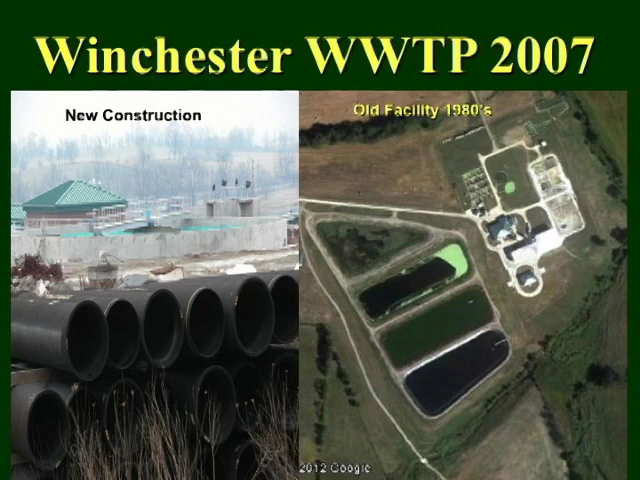 Winchester WWTP 2007
New Construction
Old Facility 1980's
2012 Google